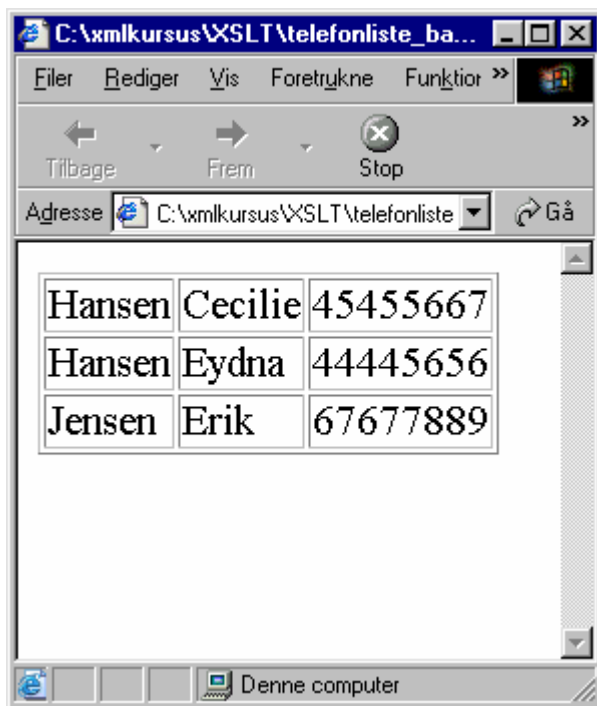 C:\xmlkursus\XSLT\telefonliste_ba...
Filer Rediger Vis Foretrukne Funktior »
Tilbage Frem Stop »
Adresse C:\xmlkursus\XSLT\telefonliste Gå
Hansen Cecilie 45455667
Hansen Eydna 44445656
Jensen Erik 67677889
Denne computer